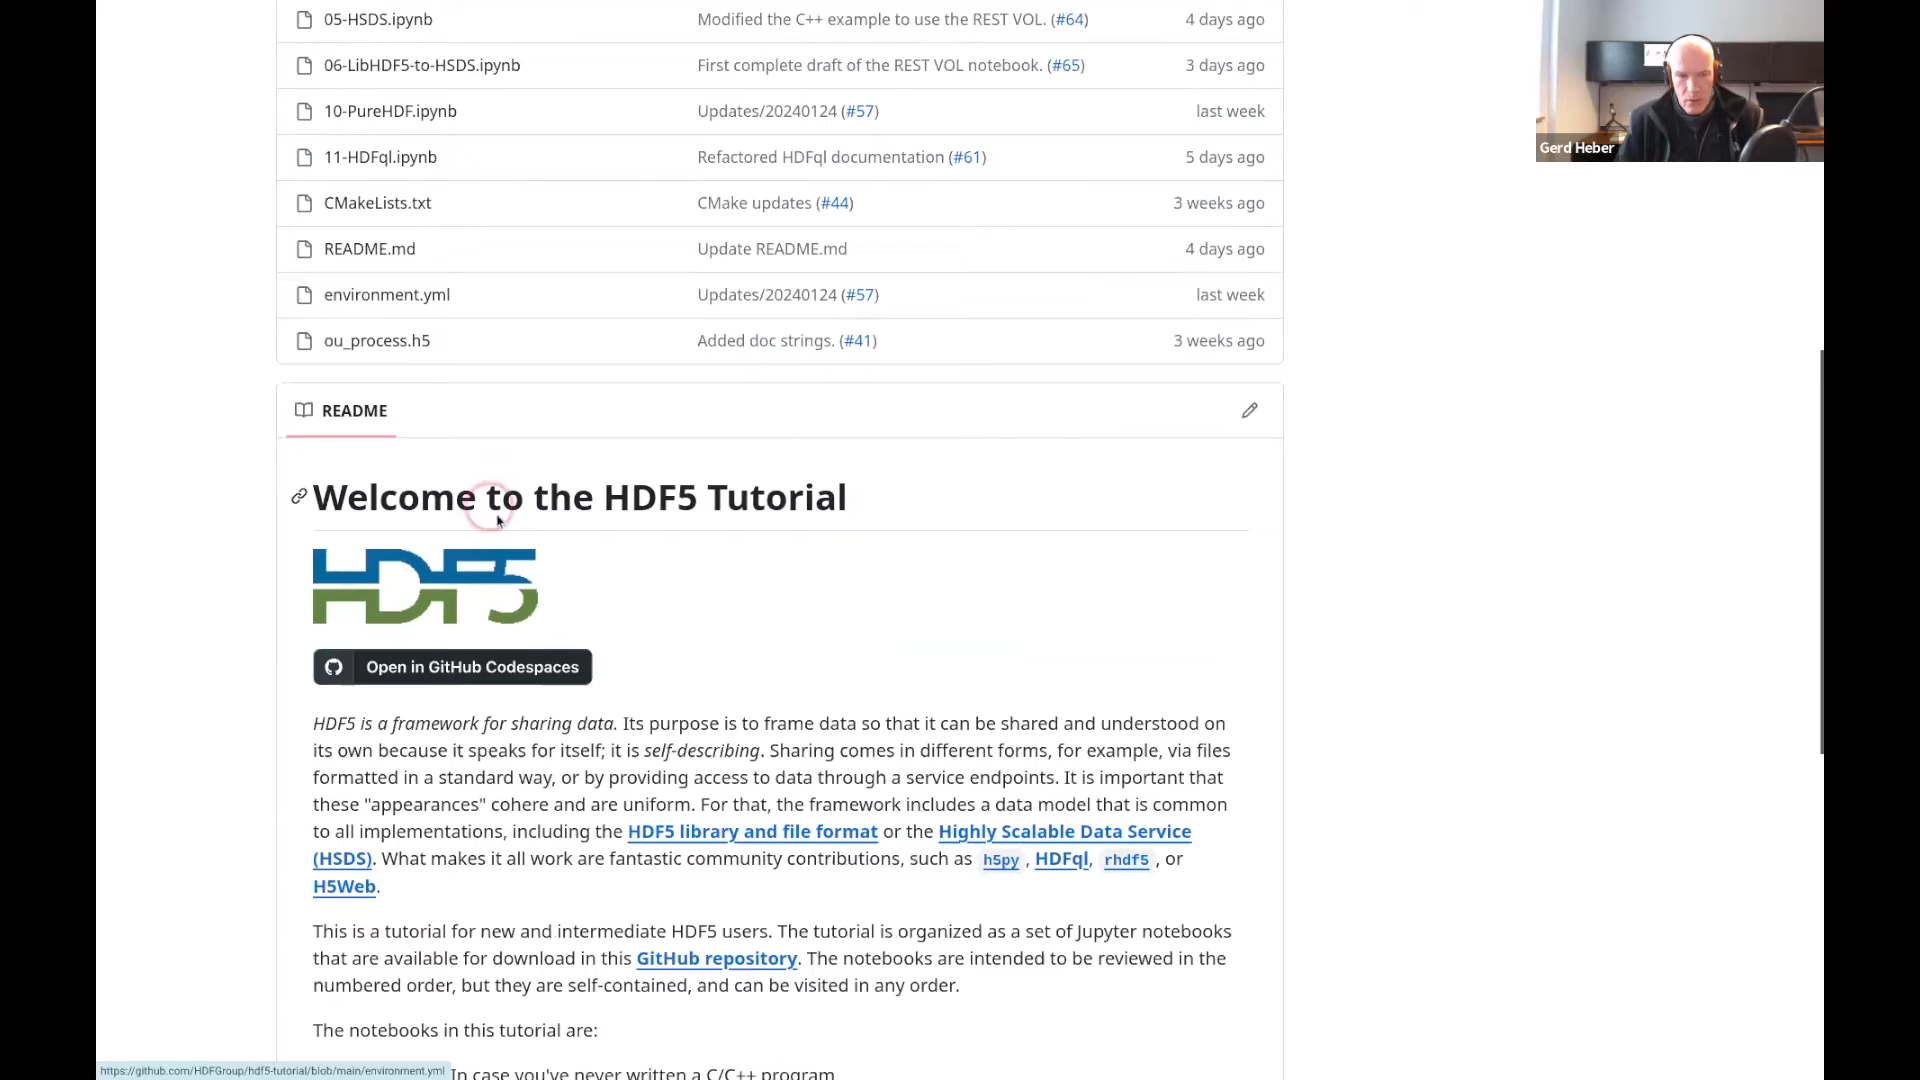 05-HSDS.ipynb Modified the C++ example to use the REST VOL. (#64) 4 days ago
06-LibHDF5-to-HSDS.ipynb First complete draft of the REST VOL notebook. (#65) 3 days ago
10-PureHDF.ipynb Updates/20240124 (#57) last week
11-HDFql.ipynb Refactored HDFql documentation (#61) 5 days ago
CMakeLists.txt CMake updates (#44) 3 weeks ago
README.md Update README.md 4 days ago
environment.yml Updates/20240124 (#57) last week
ou_process.h5 Added doc strings. (#41) 3 weeks ago
Gerd Heber
README
Welcome to the HDF5 Tutorial
HDF5
Open in GitHub Codespaces
HDF5 is a framework for sharing data. Its purpose is to frame data so that it can be shared and understood on
its own because it speaks for itself; it is self-describing. Sharing comes in different forms, for example, via files
formatted in a standard way, or by providing access to data through a service endpoints. It is important that
these "appearances" cohere and are uniform. For that, the framework includes a data model that is common
to all implementations, including the HDF5 library and file format or the Highly Scalable Data Service
(HSDS). What makes it all work are fantastic community contributions, such as h5py, HDFql, rhdf5, or
H5Web.
This is a tutorial for new and intermediate HDF5 users. The tutorial is organized as a set of Jupyter notebooks
that are available for download in this GitHub repository. The notebooks are intended to be reviewed in the
numbered order, but they are self-contained, and can be visited in any order.
The notebooks in this tutorial are:
In case you've never written a C/C++ program
https://github.com/HDFGroup/hdf5-tutorial/blob/main/environment.yml